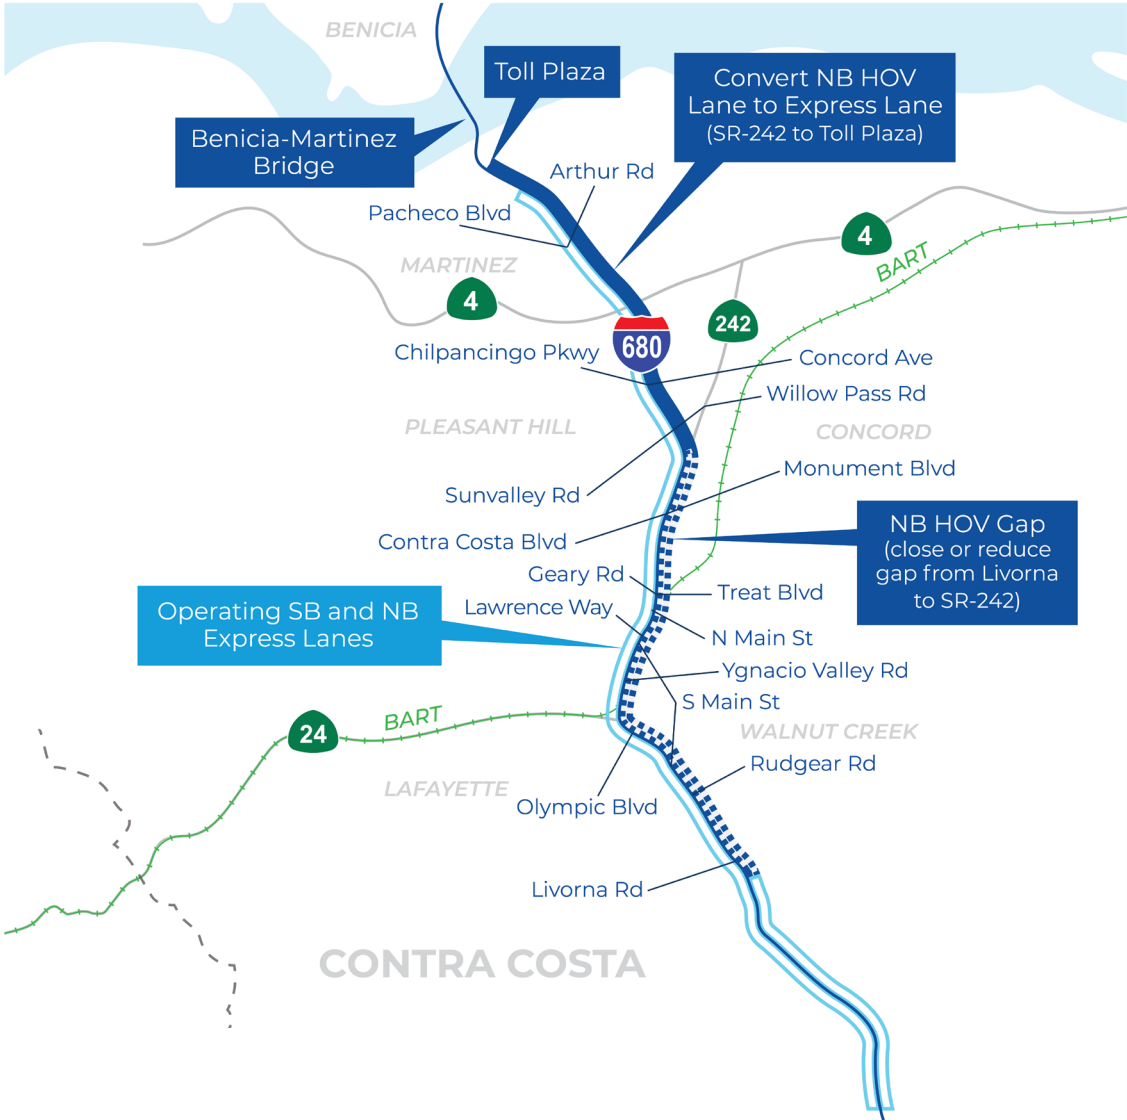 BENICIA
Toll Plaza
Convert NB HOV
Lane to Express Lane
(SR-242 to Toll Plaza)
Benicia-Martinez
Bridge
Arthur Rd
Pacheco Blvd
4
BART
MARTINEZ
4
242
680
Chilpancingo Pkwy
Concord Ave
Willow Pass Rd
PLEASANT HILL
CONCORD
Monument Blvd
Sunvalley Rd
NB HOV Gap
(close or reduce
gap from Livorna
to SR-242)
Contra Costa Blvd
Geary Rd
Treat Blvd
Operating SB and NB
Express Lanes
Lawrence Way
N Main St
Ygnacio Valley Rd
S Main St
BART
24
WALNUT CREEK
Rudgear Rd
LAFAYETTE
Olympic Blvd
Livorna Rd
CONTRA COSTA